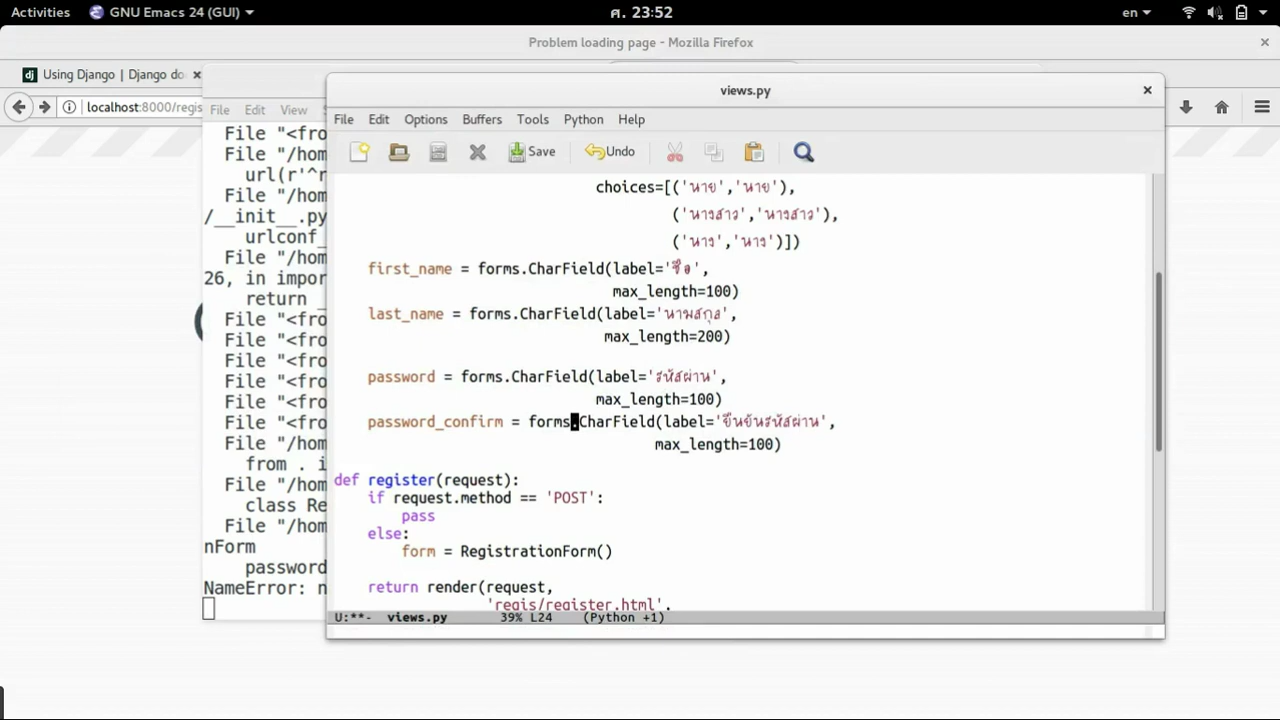 Activities GNU Emacs 24 (GUI) ศ. 23:52 en
Problem loading page - Mozilla Firefox
Using Django | Django do
localhost:8000/regis
File Edit View
File "<fro
File "/hom
url(r'^r
File "/hom
/__init__.py
urlconf_
File "/hom
26, in impor
return _
File "<fro
File "<fro
File "<fro
File "<fro
File "<fro
File "<fro
File "/hom
from . i
File "/hom
class Re
File "/hom
nForm
password
NameError: n
views.py
File Edit Options Buffers Tools Python Help
Save Undo
choices=[('นาย','นาย'),
('นางสาว','นางสาว'),
('นาง','นาง')])
first_name = forms.CharField(label='ชื่อ',
max_length=100)
last_name = forms.CharField(label='นามสกุล',
max_length=200)
password = forms.CharField(label='รหัสผ่าน',
max_length=100)
password_confirm = forms.CharField(label='ยืนยันรหัสผ่าน',
max_length=100)
def register(request):
if request.method == 'POST':
pass
else:
form = RegistrationForm()
return render(request,
'regis/register.html',
U:**- views.py 39% L24 (Python +1)